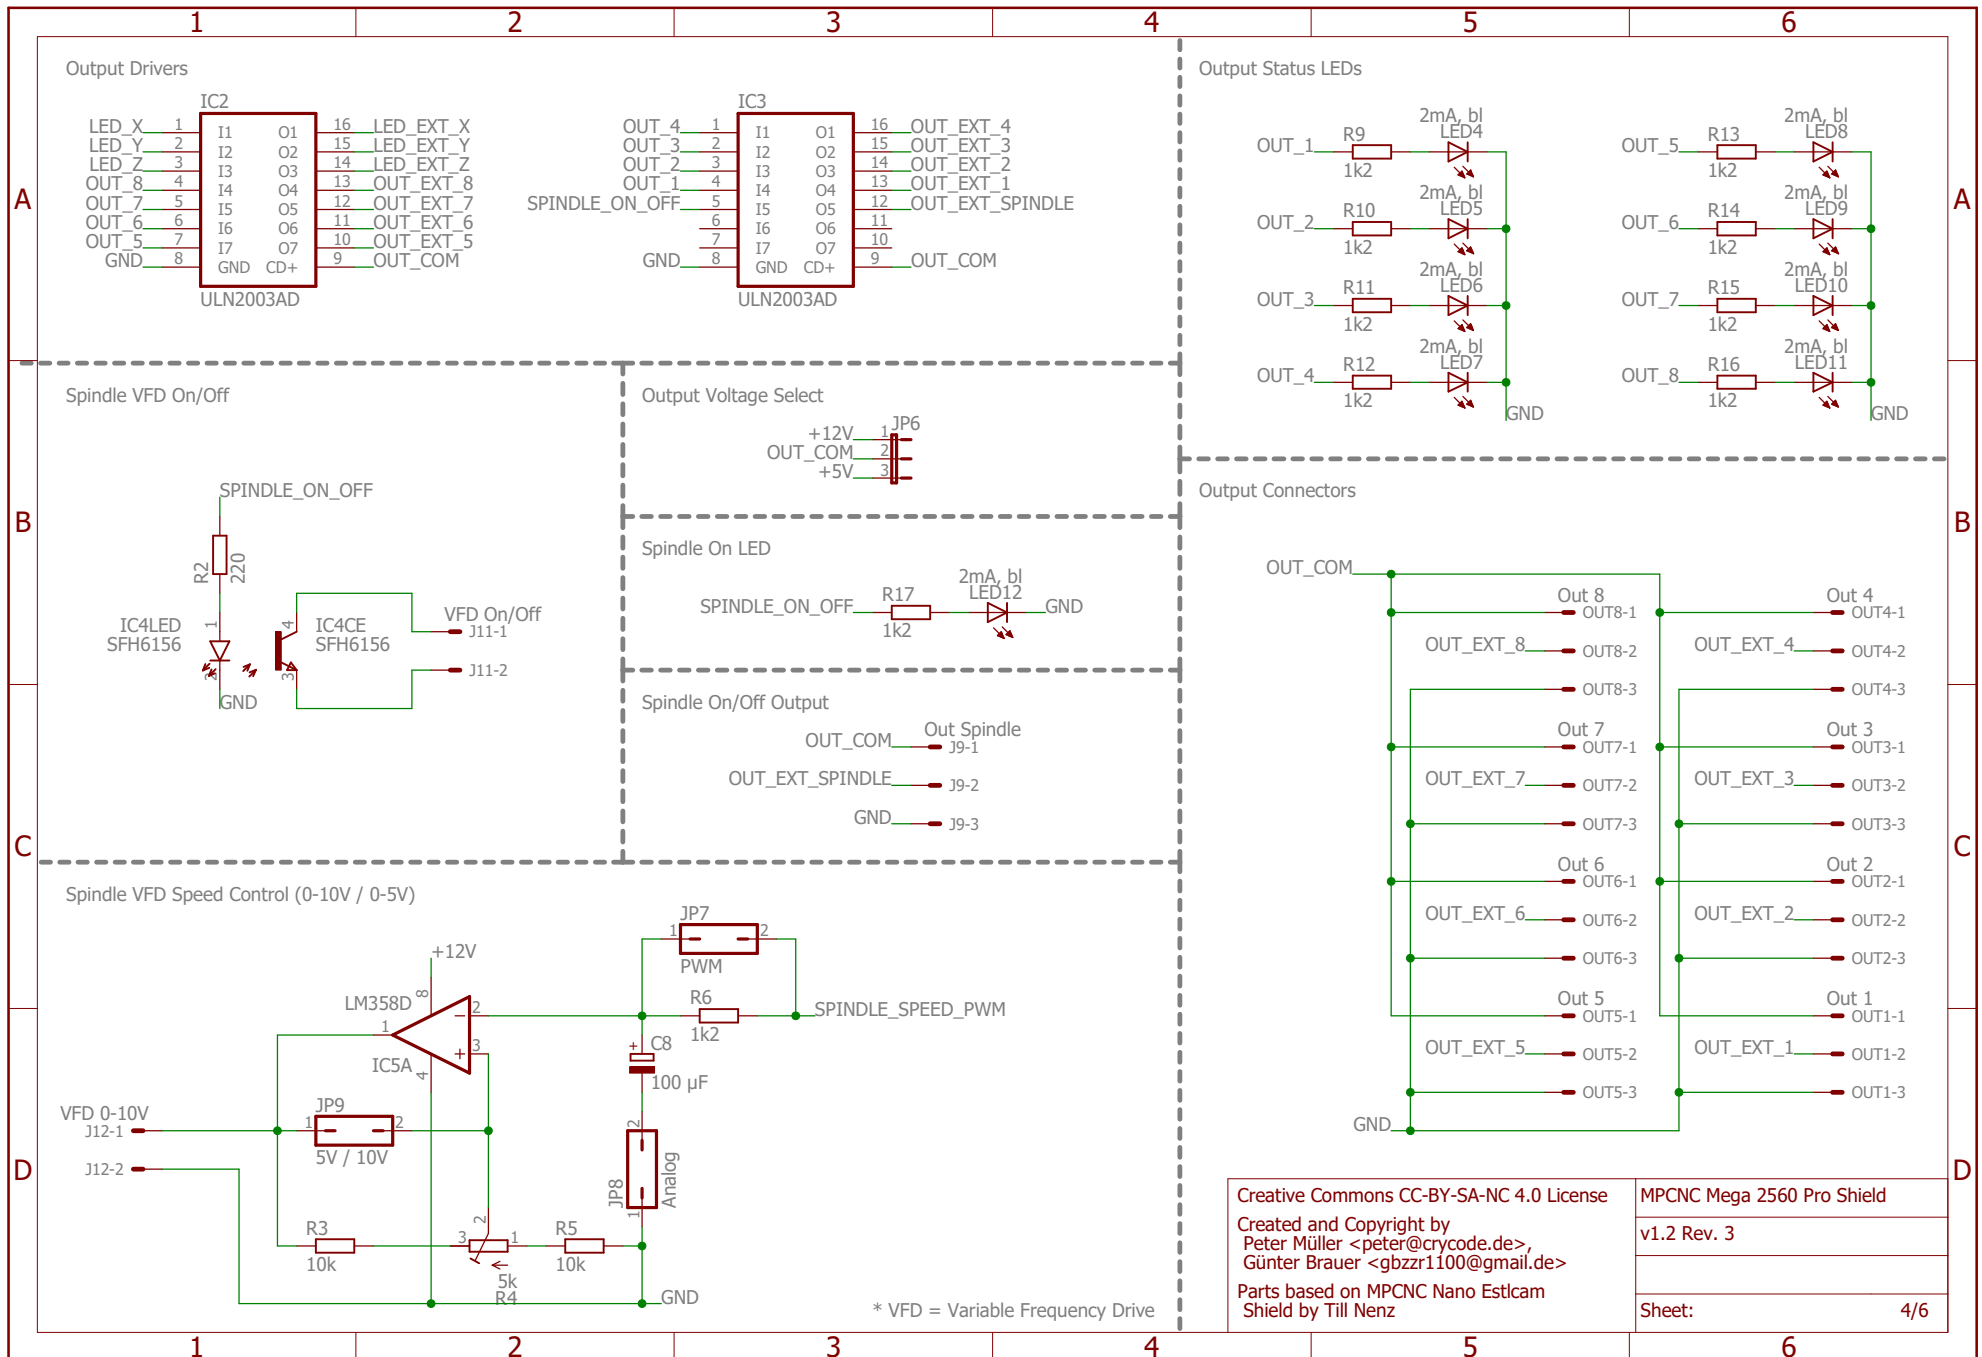 1 2 3 4 5 6
A
B
C
D
Output Drivers
IC2
LED_X 1 I1 O1 16 LED_EXT_X
LED_Y 2 I2 O2 15 LED_EXT_Y
LED_Z 3 I3 O3 14 LED_EXT_Z
OUT_8 4 I4 O4 13 OUT_EXT_8
OUT_7 5 I5 O5 12 OUT_EXT_7
OUT_6 6 I6 O6 11 OUT_EXT_6
OUT_5 7 I7 O7 10 OUT_EXT_5
GND 8 GND CD+ 9 OUT_COM
ULN2003AD
IC3
OUT_4 1 I1 O1 16 OUT_EXT_4
OUT_3 2 I2 O2 15 OUT_EXT_3
OUT_2 3 I3 O3 14 OUT_EXT_2
OUT_1 4 I4 O4 13 OUT_EXT_1
SPINDLE_ON_OFF 5 I5 O5 12 OUT_EXT_SPINDLE
6 I6 O6 11
7 I7 O7 10
GND 8 GND CD+ 9 OUT_COM
ULN2003AD
Output Status LEDs
2mA, bl
OUT_1 R9 LED4
1k2
2mA, bl
OUT_2 R10 LED5
1k2
2mA, bl
OUT_3 R11 LED6
1k2
2mA, bl
OUT_4 R12 LED7
1k2
GND
2mA, bl
OUT_5 R13 LED8
1k2
2mA, bl
OUT_6 R14 LED9
1k2
2mA, bl
OUT_7 R15 LED10
1k2
2mA, bl
OUT_8 R16 LED11
1k2
GND
Spindle VFD On/Off
SPINDLE_ON_OFF
R2
220
IC4LED
SFH6156
1
2
GND
4
IC4CE
SFH6156
3
VFD On/Off
J11-1
J11-2
Output Voltage Select
JP6
+12V 1
OUT_COM 2
+5V 3
Spindle On LED
2mA, bl
SPINDLE_ON_OFF R17 LED12 GND
1k2
Spindle On/Off Output
Out Spindle
OUT_COM J9-1
OUT_EXT_SPINDLE J9-2
GND J9-3
Output Connectors
OUT_COM
Out 8
OUT8-1
OUT_EXT_8 OUT8-2
OUT8-3
Out 7
OUT7-1
OUT_EXT_7 OUT7-2
OUT7-3
Out 6
OUT6-1
OUT_EXT_6 OUT6-2
OUT6-3
Out 5
OUT5-1
OUT_EXT_5 OUT5-2
OUT5-3
GND
Out 4
OUT4-1
OUT_EXT_4 OUT4-2
OUT4-3
Out 3
OUT3-1
OUT_EXT_3 OUT3-2
OUT3-3
Out 2
OUT2-1
OUT_EXT_2 OUT2-2
OUT2-3
Out 1
OUT1-1
OUT_EXT_1 OUT1-2
OUT1-3
Spindle VFD Speed Control (0-10V / 0-5V)
JP7
1 2
PWM
R6
1k2
SPINDLE_SPEED_PWM
+12V
8
LM358D
1
2
−
3
+
IC5A
4
+ C8
100 µF
2
JP8
Analog
1
VFD 0-10V
J12-1
J12-2
JP9
1 2
5V / 10V
R3
10k
3 2 1
5k
R4
R5
10k
GND
* VFD = Variable Frequency Drive
Creative Commons CC-BY-SA-NC 4.0 License
Created and Copyright by
Peter Müller <peter@crycode.de>,
Günter Brauer <gbzzr1100@gmail.de>
Parts based on MPCNC Nano Estlcam
Shield by Till Nenz
MPCNC Mega 2560 Pro Shield
v1.2 Rev. 3
Sheet: 4/6
A
B
C
D
1 2 3 4 5 6